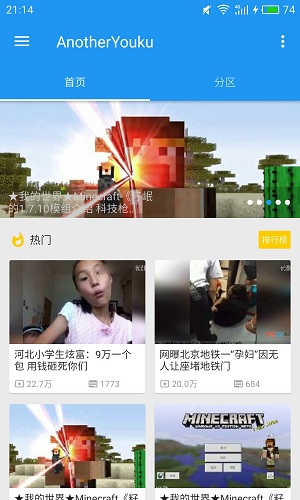 21:14
74
AnotherYouku
首页
分区
★我的世界★Minecraft《籽岷
的1.7.10模组介绍 科技枪...
热门
排行榜
河北小学生炫富：9万一个
包 用钱砸死你们
22.7万
1773
网曝北京地铁一“孕妇”因无
人让座堵地铁门
20.0万
684
MINECRAFT
★我的世界★Minecraft《籽
★我的世界★Minecraft《籽